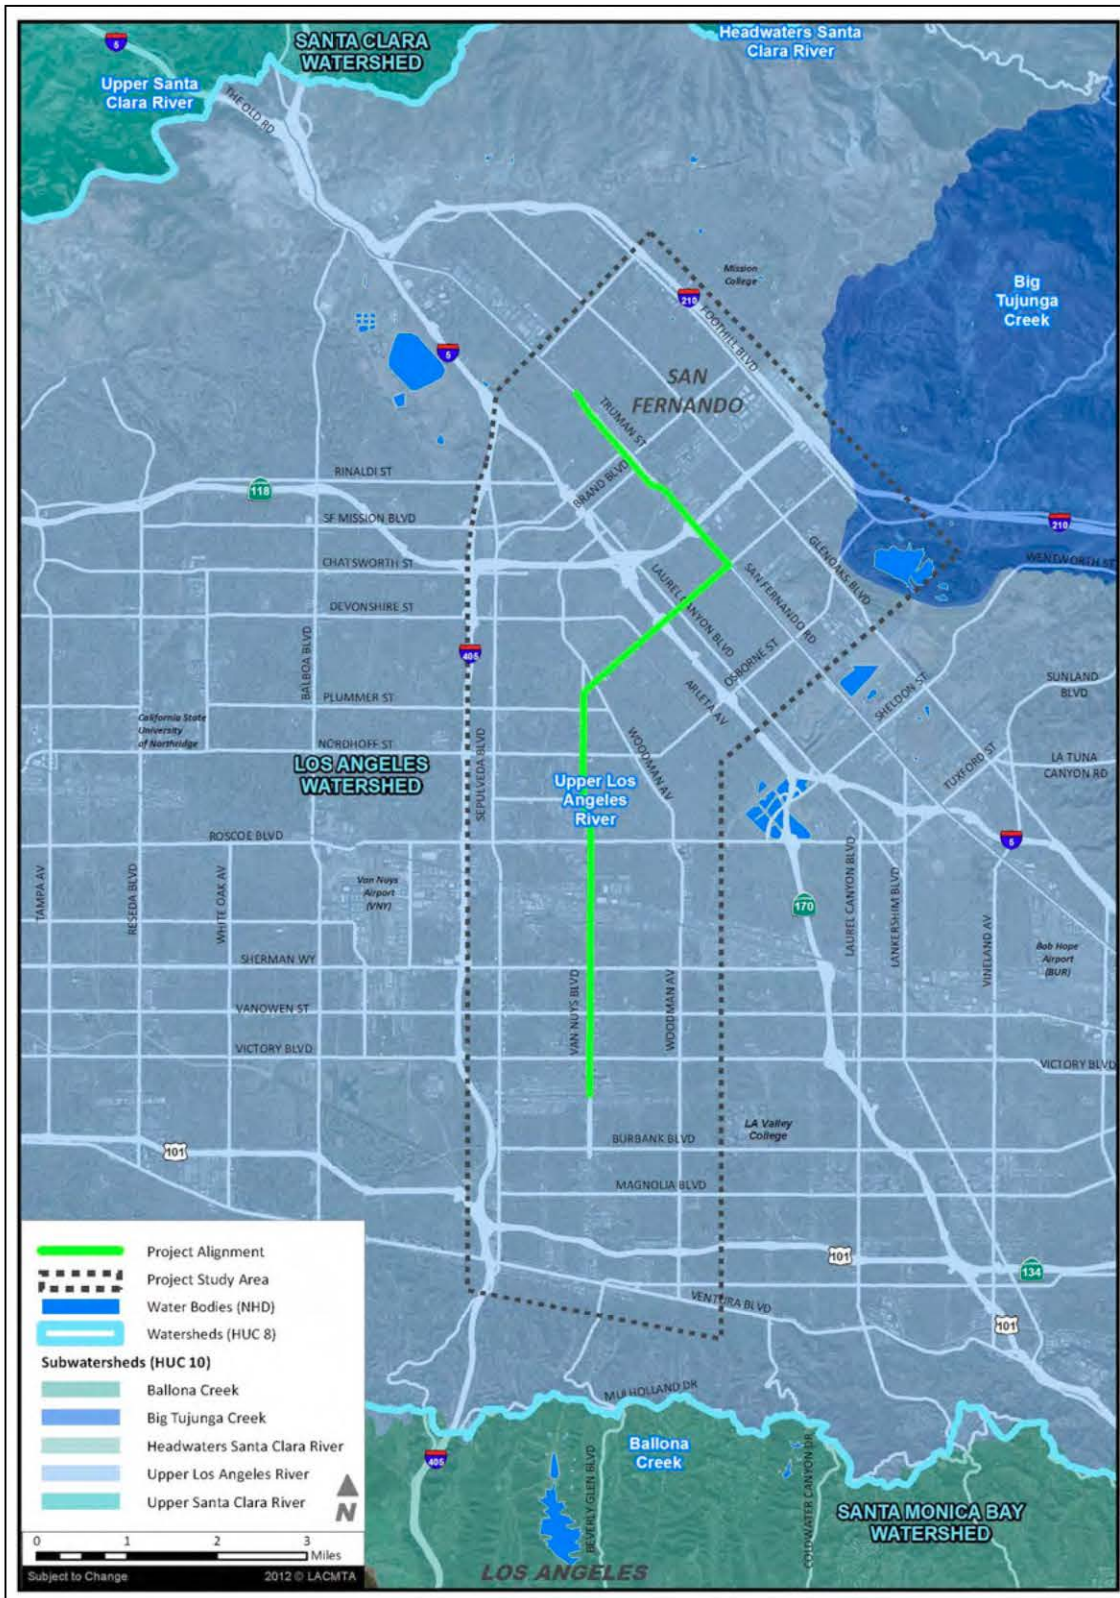 5
SANTA CLARA
WATERSHED
Headwaters Santa
Clara River
Upper Santa
Clara River
THE OLD RD
Mission
College
Big
Tujunga
Creek
210
FOOTHILL BLVD
5
SAN
FERNANDO
TRUMAN ST
RINALDI ST
BRAND BLVD
118
SF MISSION BLVD
210
GLENOAKS BLVD
CHATSWORTH ST
WENTWORTH ST
LAUREL CANYON BLVD
SAN FERNANDO RD
DEVONSHIRE ST
405
BALBOA BLVD
OSBORNE ST
SUNLAND
BLVD
PLUMMER ST
ARLETA AV
SHELDON ST
California State
University
of Northridge
NORDHOFF ST
WOODMAN AV
SEPULVEDA BLVD
LOS ANGELES
WATERSHED
TUXFORD ST
LA TUNA
CANYON RD
Upper Los
Angeles
River
ROSCOE BLVD
5
TAMPA AV
RESEDA BLVD
WHITE OAK AV
Van Nuys
Airport
(VNY)
170
LAUREL CANYON BLVD
LANKERSHIM BLVD
VINELAND AV
Bob Hope
Airport
(BUR)
SHERMAN WY
VAN NUYS BLVD
WOODMAN AV
VANOWEN ST
VICTORY BLVD
VICTORY BLVD
LA Valley
College
BURBANK BLVD
101
MAGNOLIA BLVD
101
134
VENTURA BLVD
101
MULHOLLAND DR
405
BEVERLY GLEN BLVD
Ballona
Creek
COLDWATER CANYON DR
SANTA MONICA BAY
WATERSHED
LOS ANGELES
Project Alignment
Project Study Area
Water Bodies (NHD)
Watersheds (HUC 8)
Subwatersheds (HUC 10)
Ballona Creek
Big Tujunga Creek
Headwaters Santa Clara River
Upper Los Angeles River
Upper Santa Clara River
N
0 1 2 3
Miles
Subject to Change 2012 © LACMTA